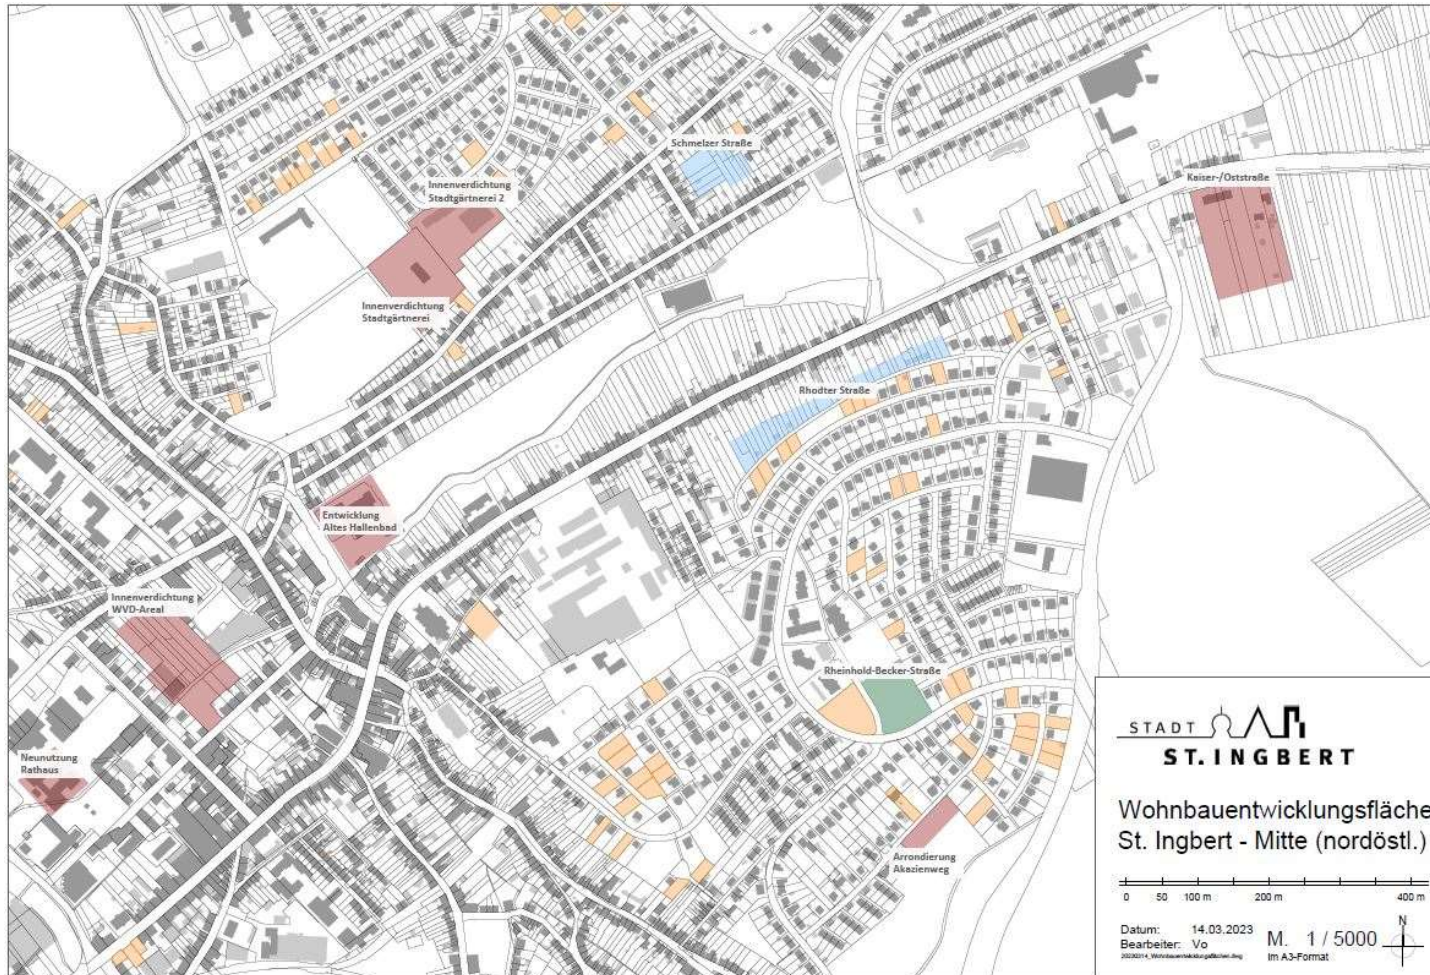 Schmelzer Straße
Kaiser-/Oststraße
Innenverdichtung
Stadtgärtnerei 2
Innenverdichtung
Stadtgärtnerei
Rhodter Straße
Entwicklung
Altes Hallenbad
Innenverdichtung
WVD-Areal
Rheinhold-Becker-Straße
Neunutzung
Rathaus
Arrondierung
Akazienweg
STADT
ST. INGBERT
Wohnbauentwicklungsfläche
St. Ingbert - Mitte (nordöstl.)
0 50 100 m 200 m 400 m
Datum: 14.03.2023
Bearbeiter: Vo
20230314_Wohnbauentwicklungsflächen.dwg
M. 1 / 5000
im A3-Format
N